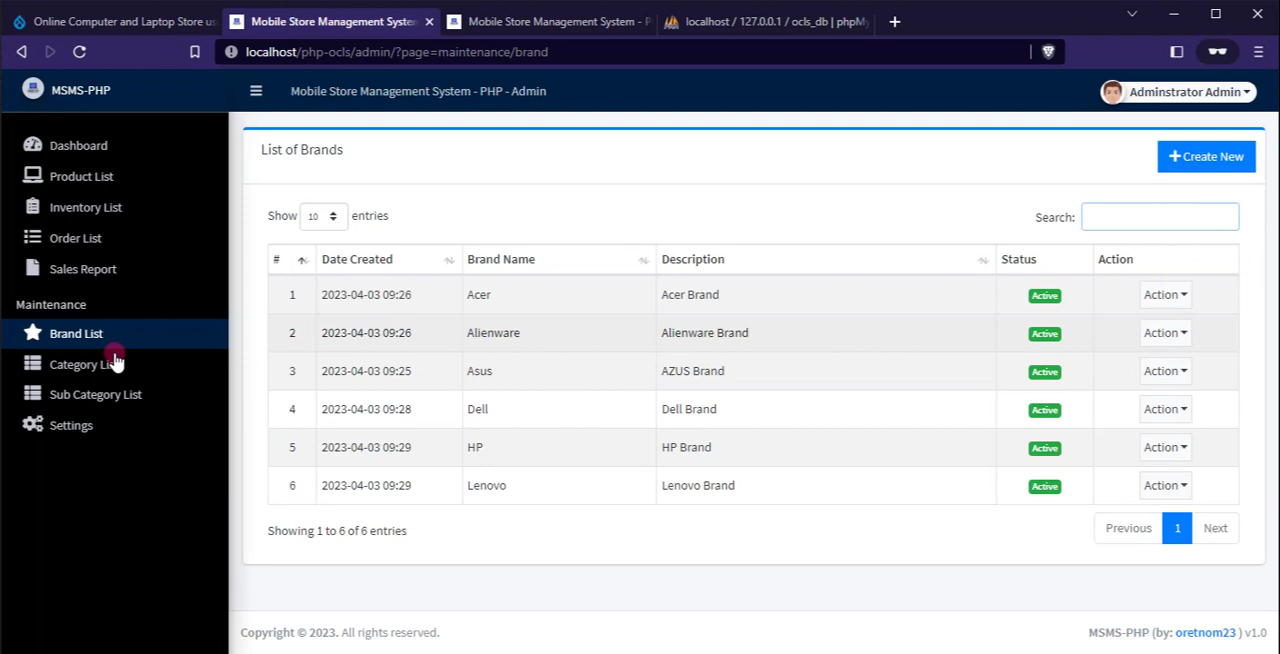 Online Computer and Laptop Store us
Mobile Store Management System
Mobile Store Management System - P
localhost / 127.0.0.1 / ocls_db | phpMy
localhost/php-ocls/admin/?page=maintenance/brand
MSMS-PHP
Mobile Store Management System - PHP - Admin
Adminstrator Admin
Dashboard
Product List
Inventory List
Order List
Sales Report
Maintenance
Brand List
Category List
Sub Category List
Settings
List of Brands
Create New
Show 10 entries
Search:
# Date Created Brand Name Description Status Action
1 2023-04-03 09:26 Acer Acer Brand Active Action
2 2023-04-03 09:26 Alienware Alienware Brand Active Action
3 2023-04-03 09:25 Asus AZUS Brand Active Action
4 2023-04-03 09:28 Dell Dell Brand Active Action
5 2023-04-03 09:29 HP HP Brand Active Action
6 2023-04-03 09:29 Lenovo Lenovo Brand Active Action
Showing 1 to 6 of 6 entries
Previous 1 Next
Copyright © 2023. All rights reserved.
MSMS-PHP (by: oretnom23 ) v1.0